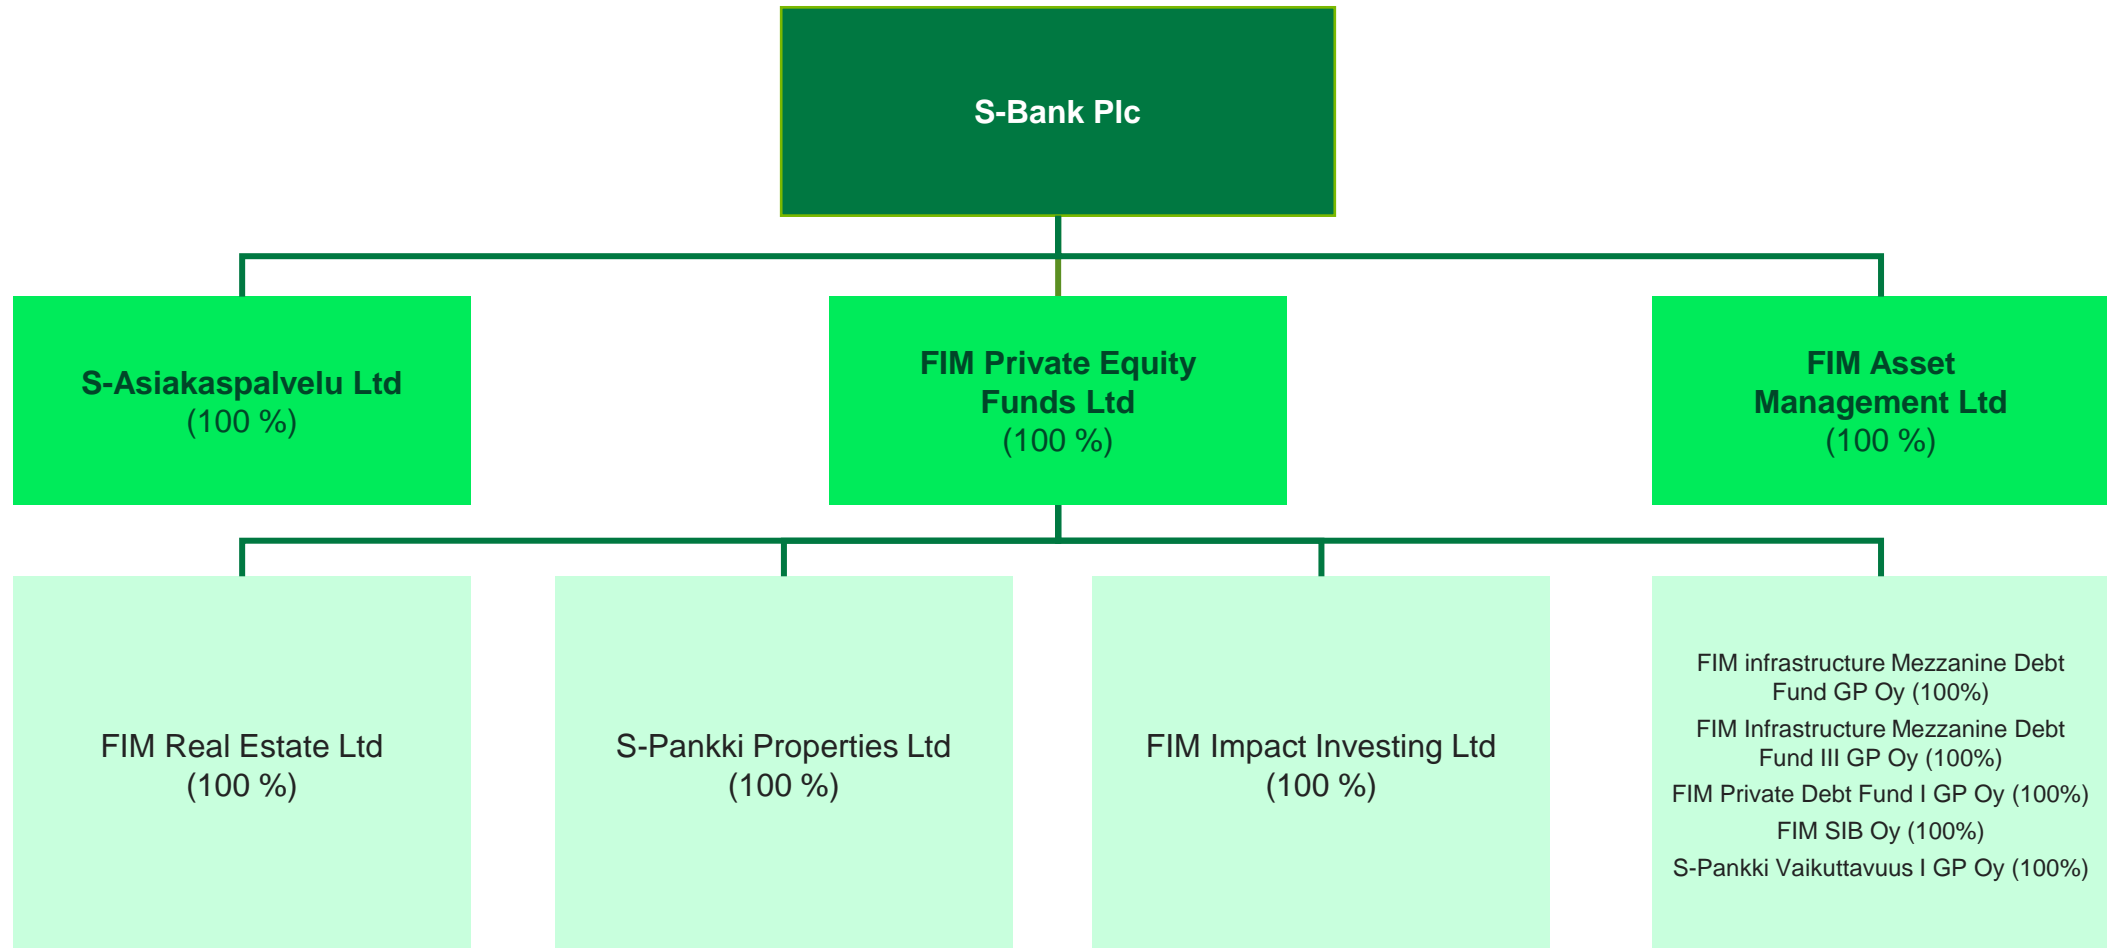 S-Bank Plc
S-Asiakaspalvelu Ltd
(100 %)
FIM Private Equity
Funds Ltd
(100 %)
FIM Asset
Management Ltd
(100 %)
FIM Real Estate Ltd
(100 %)
S-Pankki Properties Ltd
(100 %)
FIM Impact Investing Ltd
(100 %)
FIM infrastructure Mezzanine Debt
Fund GP Oy (100%)
FIM Infrastructure Mezzanine Debt
Fund III GP Oy (100%)
FIM Private Debt Fund I GP Oy (100%)
FIM SIB Oy (100%)
S-Pankki Vaikuttavuus I GP Oy (100%)